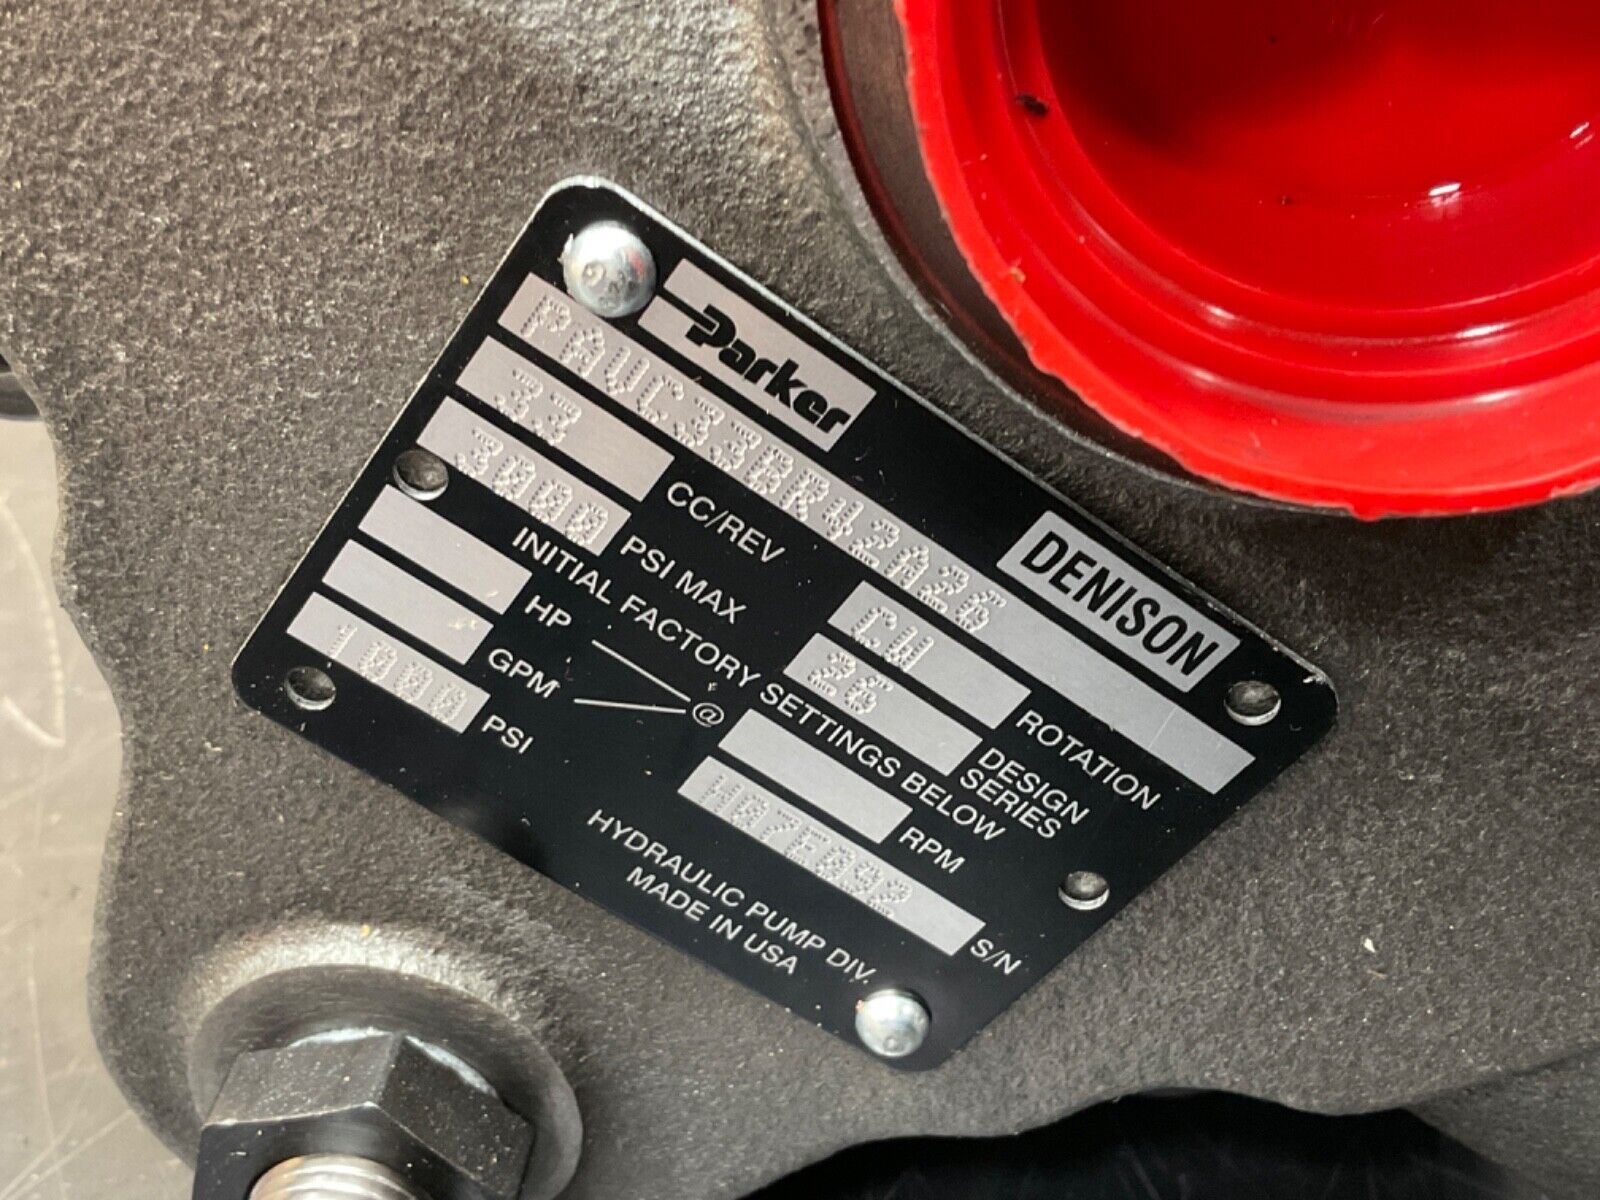 Parker DENISON
PAVC33BR42A26
33 CC/REV CW ROTATION
3000 PSI MAX 26 DESIGN SERIES
INITIAL FACTORY SETTINGS BELOW
HP
GPM @ RPM
1000 PSI S/N
HYDRAULIC PUMP DIV.
MADE IN USA